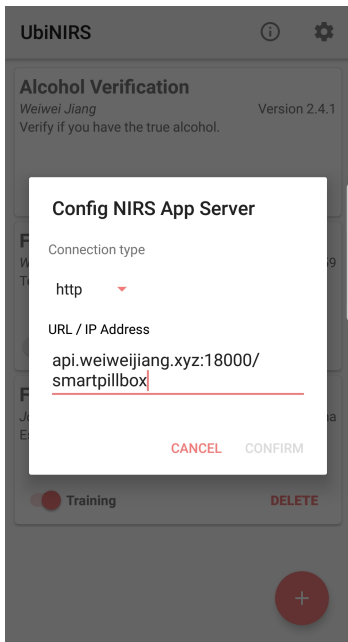 UbiNIRS
Alcohol Verification
Weiwei Jiang Version 2.4.1
Verify if you have the true alcohol.
Config NIRS App Server
Connection type
http
URL / IP Address
api.weiweijiang.xyz:18000/
smartpillbox
CANCEL CONFIRM
Training DELETE